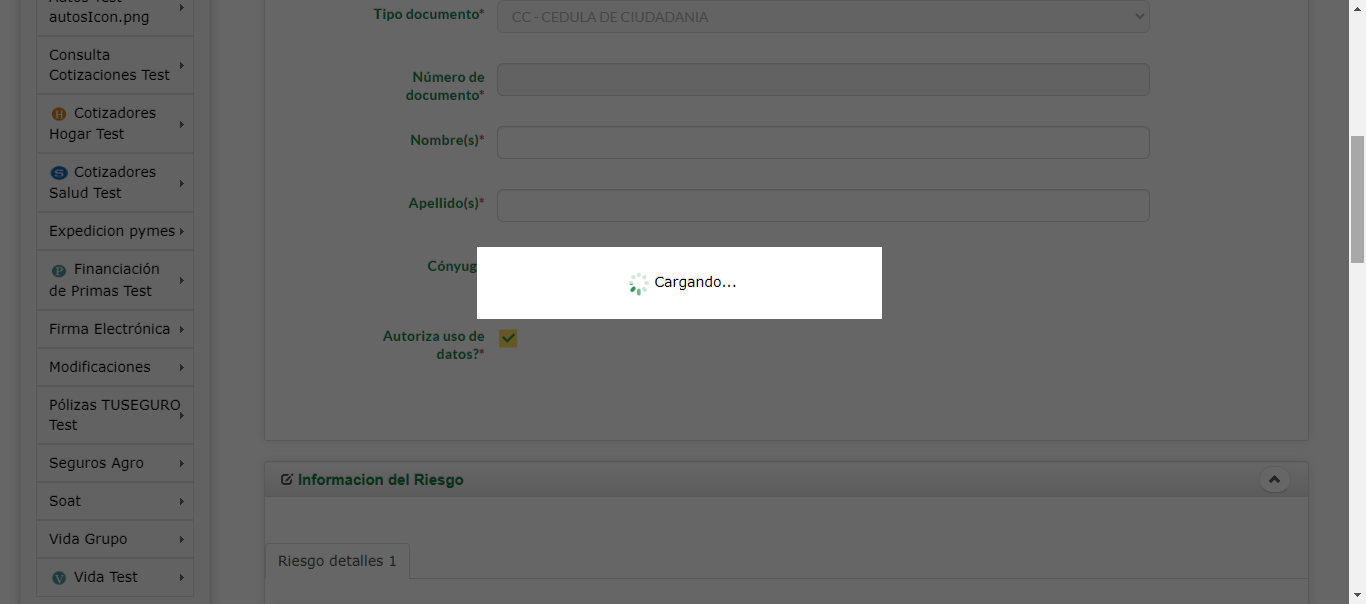 Autos Test
autosIcon.png
Consulta
Cotizaciones Test
H Cotizadores
Hogar Test
S Cotizadores
Salud Test
Expedicion pymes
P Financiación
de Primas Test
Firma Electrónica
Modificaciones
Pólizas TUSEGURO
Test
Seguros Agro
Soat
Vida Grupo
V Vida Test
Tipo documento*
CC - CEDULA DE CIUDADANIA
Número de
documento*
Nombre(s)*
Apellido(s)*
Cónyug
Cargando...
Autoriza uso de
datos?*
Informacion del Riesgo
Riesgo detalles 1